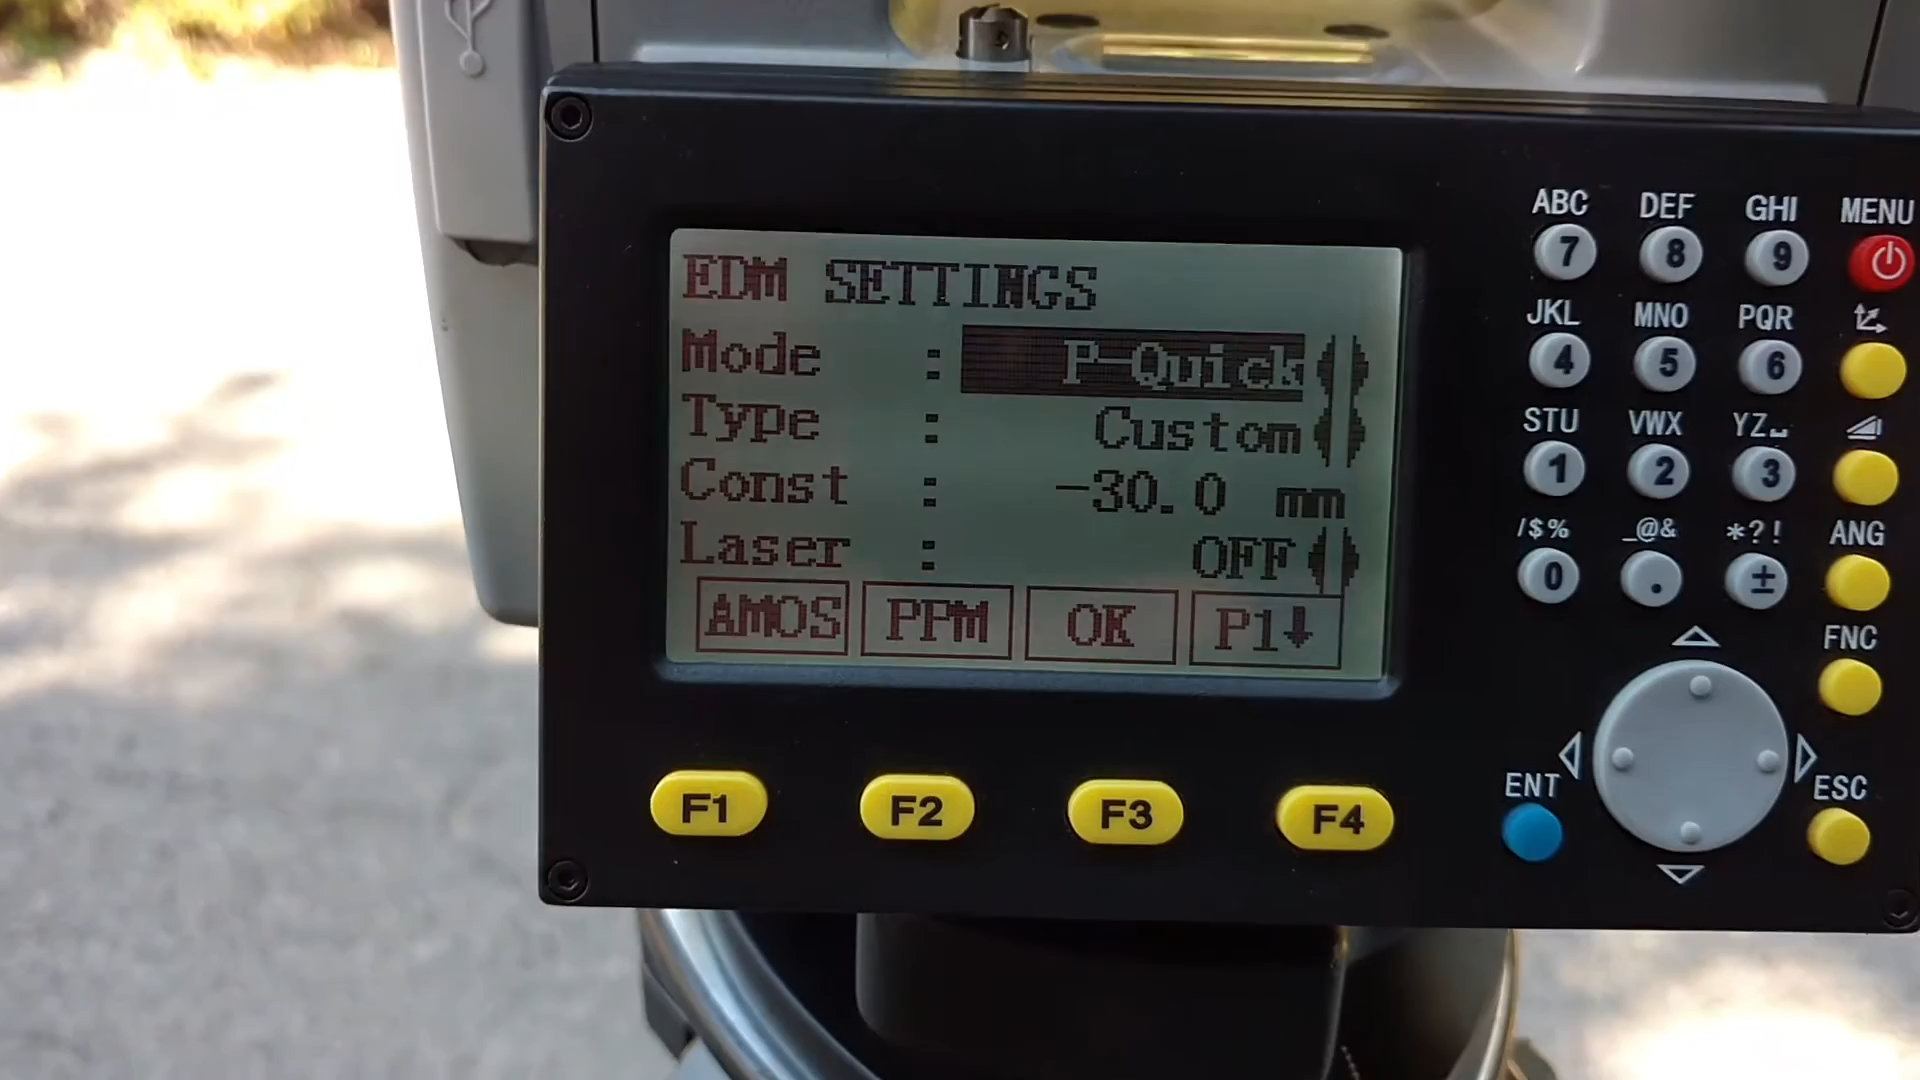 EDM SETTINGS
Mode : P-Quick
Type : Custom
Const : -30.0 mm
Laser : OFF
AMOS PPM OK P1↓
F1 F2 F3 F4
ABC DEF GHI MENU
7 8 9
JKL MNO PQR
4 5 6
STU VWX YZ⎵
1 2 3
/$% _@& *?! ANG
0 . ±
FNC
ENT ESC